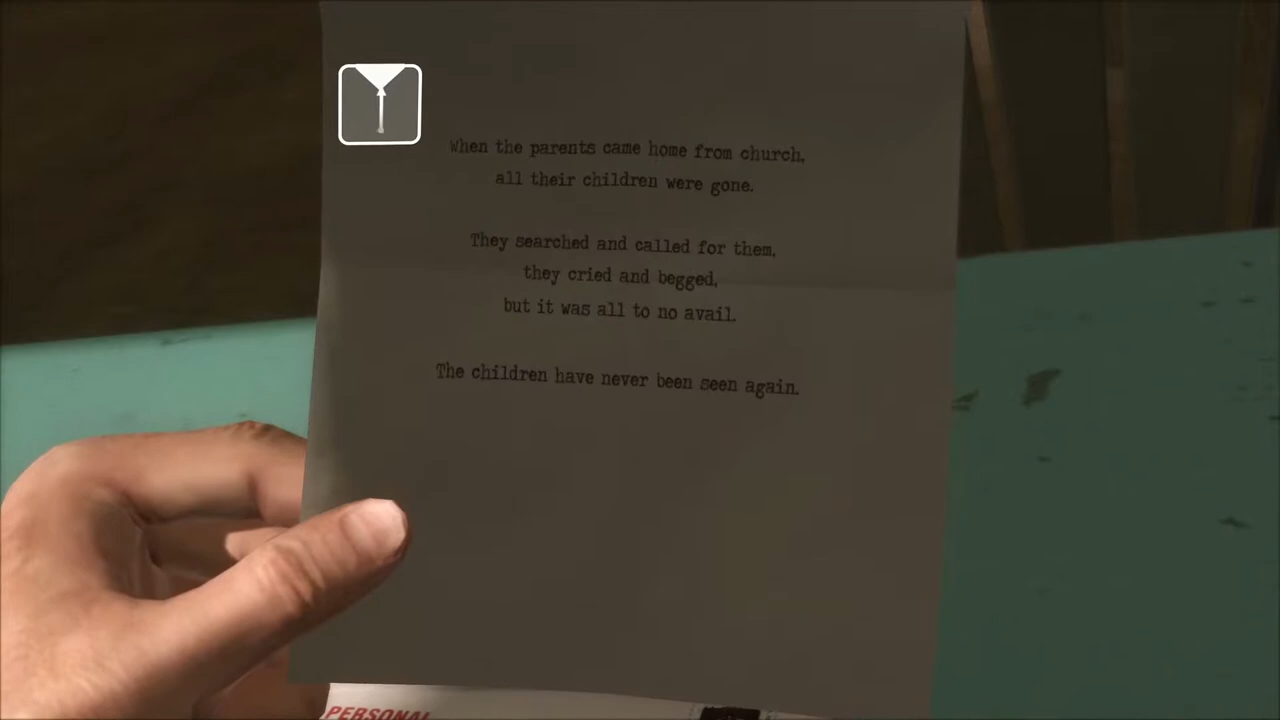 When the parents came home from church,
all their children were gone.
They searched and called for them,
they cried and begged,
but it was all to no avail.
The children have never been seen again.
PERSONAL